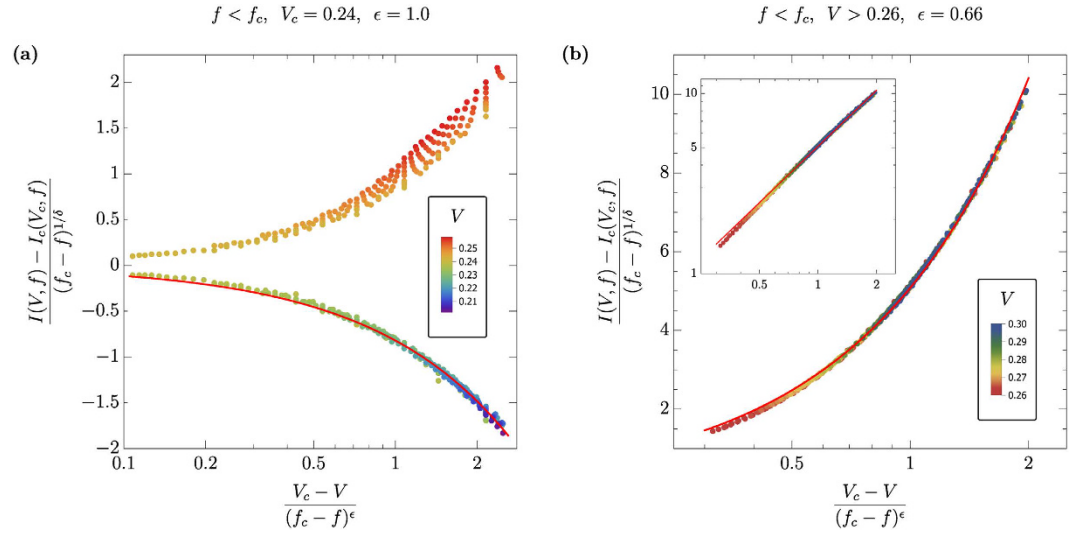 f < f_c, V_c = 0.24, ϵ = 1.0
f < f_c, V > 0.26, ϵ = 0.66
(a)
I(V, f) − I_c(V_c, f)
(f_c − f)^{1/δ}
2
1.5
1
0.5
0
−0.5
−1
−1.5
−2
V
0.25
0.24
0.23
0.22
0.21
0.1
0.2
0.5
1
2
V_c − V
(f_c − f)^ϵ
(b)
I(V, f) − I_c(V_c, f)
(f_c − f)^{1/δ}
10
8
6
4
2
10
5
1
0.5
1
2
V
0.30
0.29
0.28
0.27
0.26
0.5
1
2
V_c − V
(f_c − f)^ϵ